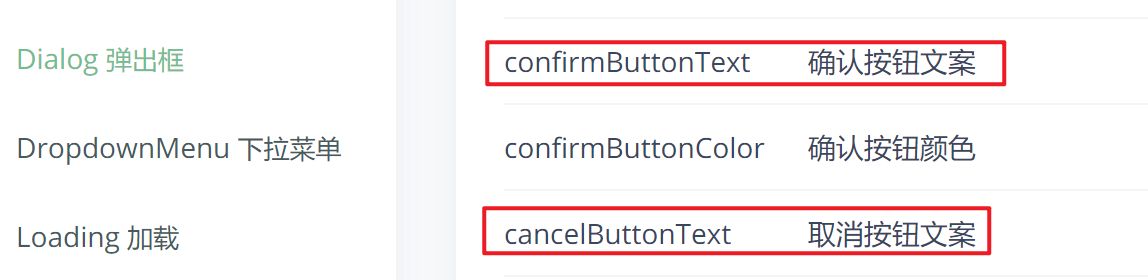 Dialog 弹出框
DropdownMenu 下拉菜单
Loading 加载
confirmButtonText 确认按钮文案
confirmButtonColor 确认按钮颜色
cancelButtonText 取消按钮文案